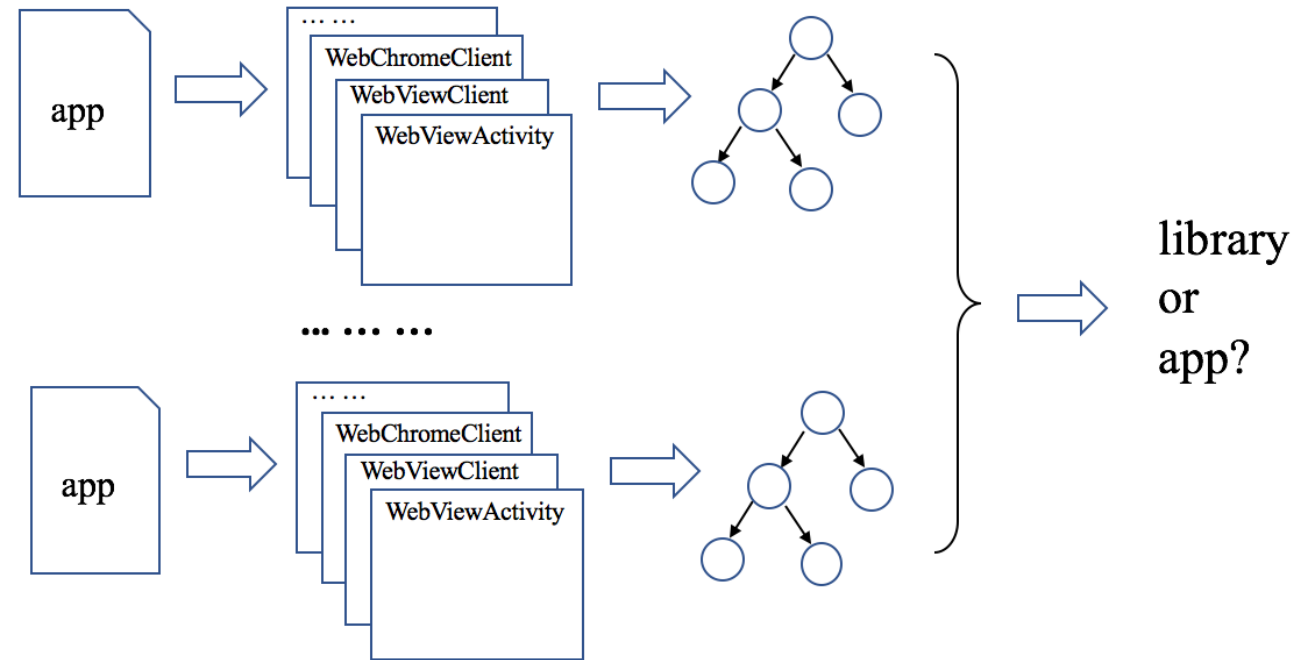 app
... ...
WebChromeClient
WebViewClient
WebViewActivity
... ... ...
app
... ...
WebChromeClient
WebViewClient
WebViewActivity
library
or
app?